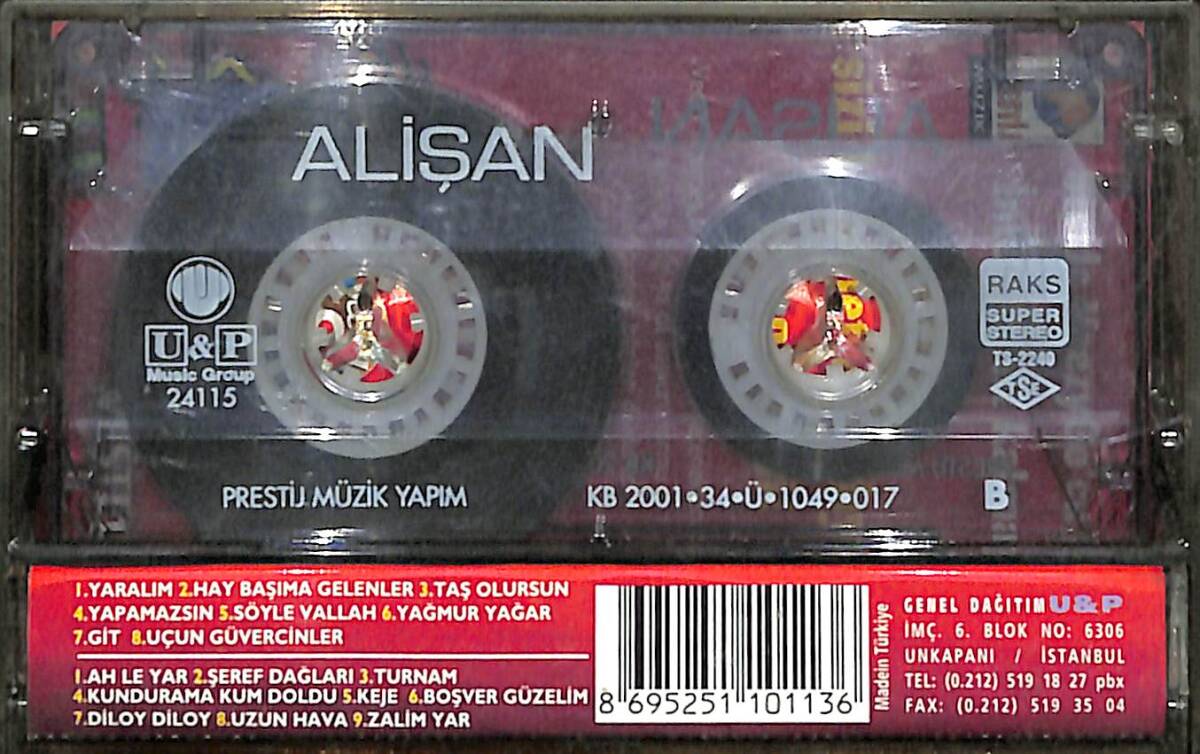 ALİŞAN
U&P
Music Group
24115
RAKS
SUPER
STEREO
TS-2240
TSE
PRESTİJ MÜZİK YAPIM
KB 2001•34•Ü•1049•017
B
1.YARALIM 2.HAY BAŞIMA GELENLER 3.TAŞ OLURSUN
4.YAPAMAZSIN 5.SÖYLE VALLAH 6.YAĞMUR YAĞAR
7.GİT 8.UÇUN GÜVERCİNLER
1.AH LE YAR 2.ŞEREF DAĞLARI 3.TURNAM
4.KUNDURAMA KUM DOLDU 5.KEJE 6.BOŞVER GÜZELİM
7.DİLOY DİLOY 8.UZUN HAVA 9.ZALİM YAR
8 695251 101136
Madein Türkiye
GENEL DAĞITIM U&P
İMÇ. 6. BLOK NO: 6306
UNKAPANI / İSTANBUL
TEL: (0.212) 519 18 27 pbx
FAX: (0.212) 519 35 04